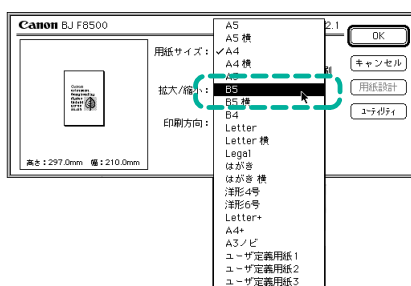 Canon BJ F8500
2.1
用紙サイズ：
拡大/縮小：
印刷方向：
A5
A5 横
✓A4
A4 横
A3
B5
B5 横
B4
Letter
Letter 横
Legal
はがき
はがき 横
洋形4号
洋形6号
Letter+
A4+
A3ノビ
ユーザ定義用紙1
ユーザ定義用紙2
ユーザ定義用紙3
OK
キャンセル
用紙設計
ユーティリティ
高さ：297.0mm 幅：210.0mm